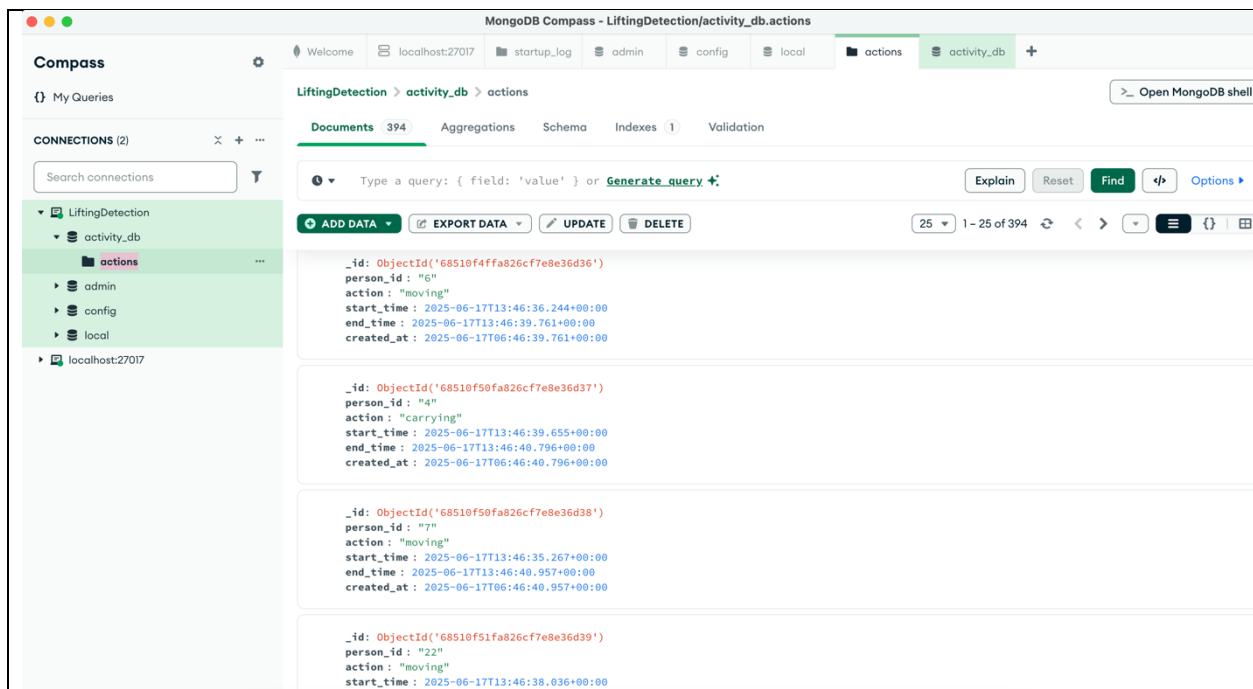 MongoDB Compass - LiftingDetection/activity_db.actions
Compass
{} My Queries
CONNECTIONS (2)
Search connections
LiftingDetection
activity_db
actions
admin
config
local
localhost:27017
Welcome localhost:27017 startup_log admin config local actions activity_db
LiftingDetection > activity_db > actions
>_ Open MongoDB shell
Documents 394 Aggregations Schema Indexes 1 Validation
Type a query: { field: 'value' } or Generate query
Explain Reset Find </> Options
ADD DATA EXPORT DATA UPDATE DELETE
25 1 – 25 of 394 {}
_id: ObjectId('68510f4ffa826cf7e8e36d36')
person_id : "6"
action : "moving"
start_time : 2025-06-17T13:46:36.244+00:00
end_time : 2025-06-17T13:46:39.761+00:00
created_at : 2025-06-17T06:46:39.761+00:00
_id: ObjectId('68510f50fa826cf7e8e36d37')
person_id : "4"
action : "carrying"
start_time : 2025-06-17T13:46:39.655+00:00
end_time : 2025-06-17T13:46:40.796+00:00
created_at : 2025-06-17T06:46:40.796+00:00
_id: ObjectId('68510f50fa826cf7e8e36d38')
person_id : "7"
action : "moving"
start_time : 2025-06-17T13:46:35.267+00:00
end_time : 2025-06-17T13:46:40.957+00:00
created_at : 2025-06-17T06:46:40.957+00:00
_id: ObjectId('68510f51fa826cf7e8e36d39')
person_id : "22"
action : "moving"
start_time : 2025-06-17T13:46:38.036+00:00